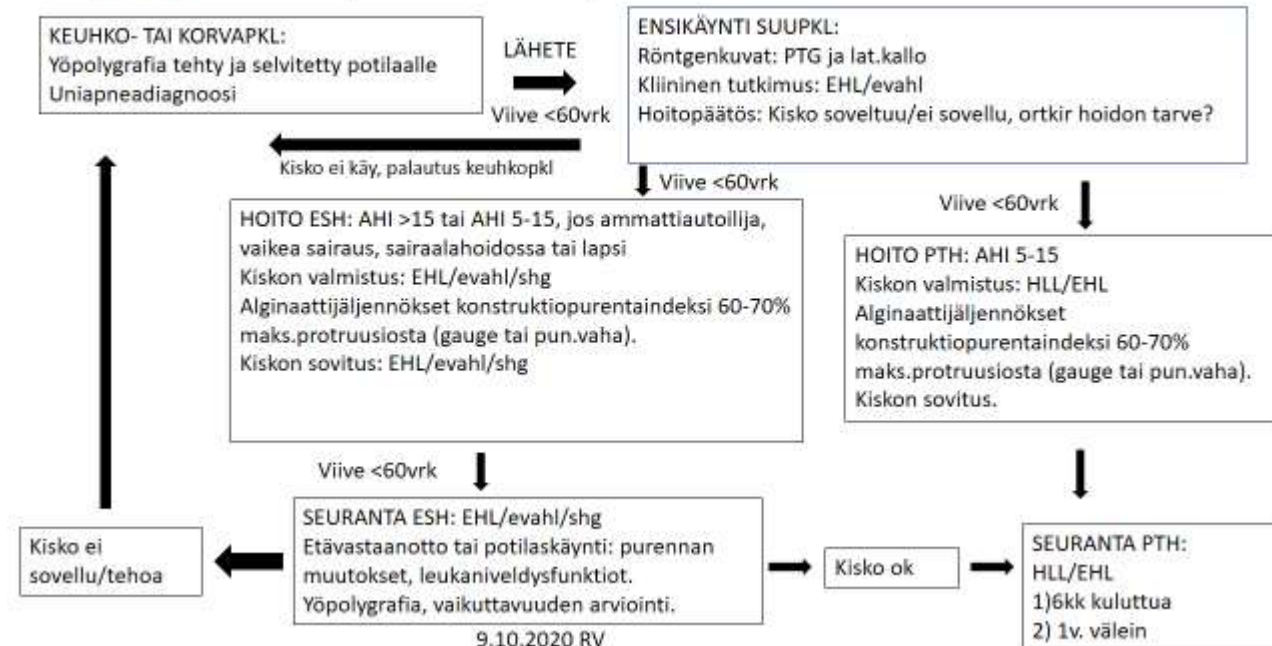 KEUHKO- TAI KORVAPKL:
Yöpolygrafia tehty ja selvitetty potilaalle
Uniapneadiagnoosi
LÄHETE
Viive <60vrk
ENSIKÄYNTI SUUPKL:
Röntgenkuvat: PTG ja lat.kallo
Kliininen tutkimus: EHL/evahl
Hoitopäätös: Kisko soveltuu/ei sovellu, ortkir hoidon tarve?
Kisko ei käy, palautus keuhkopkl
Viive <60vrk
Viive <60vrk
HOITO ESH: AHI >15 tai AHI 5-15, jos ammattiautoilija,
vaikea sairaus, sairaalahoidossa tai lapsi
Kiskon valmistus: EHL/evahl/shg
Alginaattijäljennökset konstruktiopurentaindeksi 60-70%
maks.protruusiosta (gauge tai pun.vaha).
Kiskon sovitus: EHL/evahl/shg
HOITO PTH: AHI 5-15
Kiskon valmistus: HLL/EHL
Alginaattijäljennökset
konstruktiopurentaindeksi 60-70%
maks.protruusiosta (gauge tai pun.vaha).
Kiskon sovitus.
Viive <60vrk
Kisko ei
sovellu/tehoa
SEURANTA ESH: EHL/evahl/shg
Etävastaanotto tai potilaskäynti: purennan
muutokset, leukaniveldysfunktiot.
Yöpolygrafia, vaikuttavuuden arviointi.
Kisko ok
SEURANTA PTH:
HLL/EHL
1)6kk kuluttua
2) 1v. välein
9.10.2020 RV